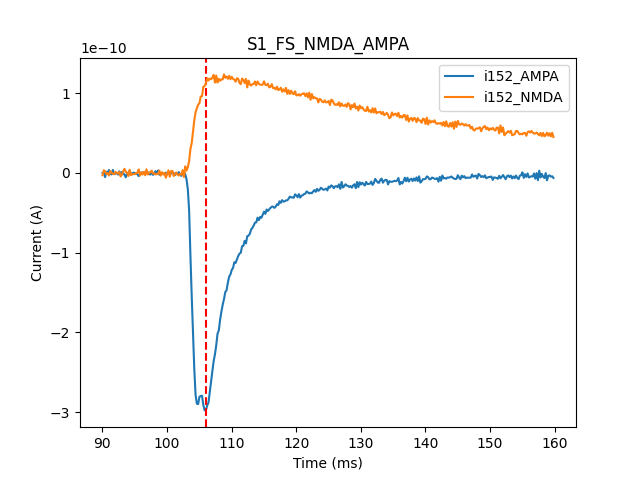 S1_FS_NMDA_AMPA
1e−10
i152_AMPA
i152_NMDA
1
0
−1
−2
−3
Current (A)
90 100 110 120 130 140 150 160
Time (ms)